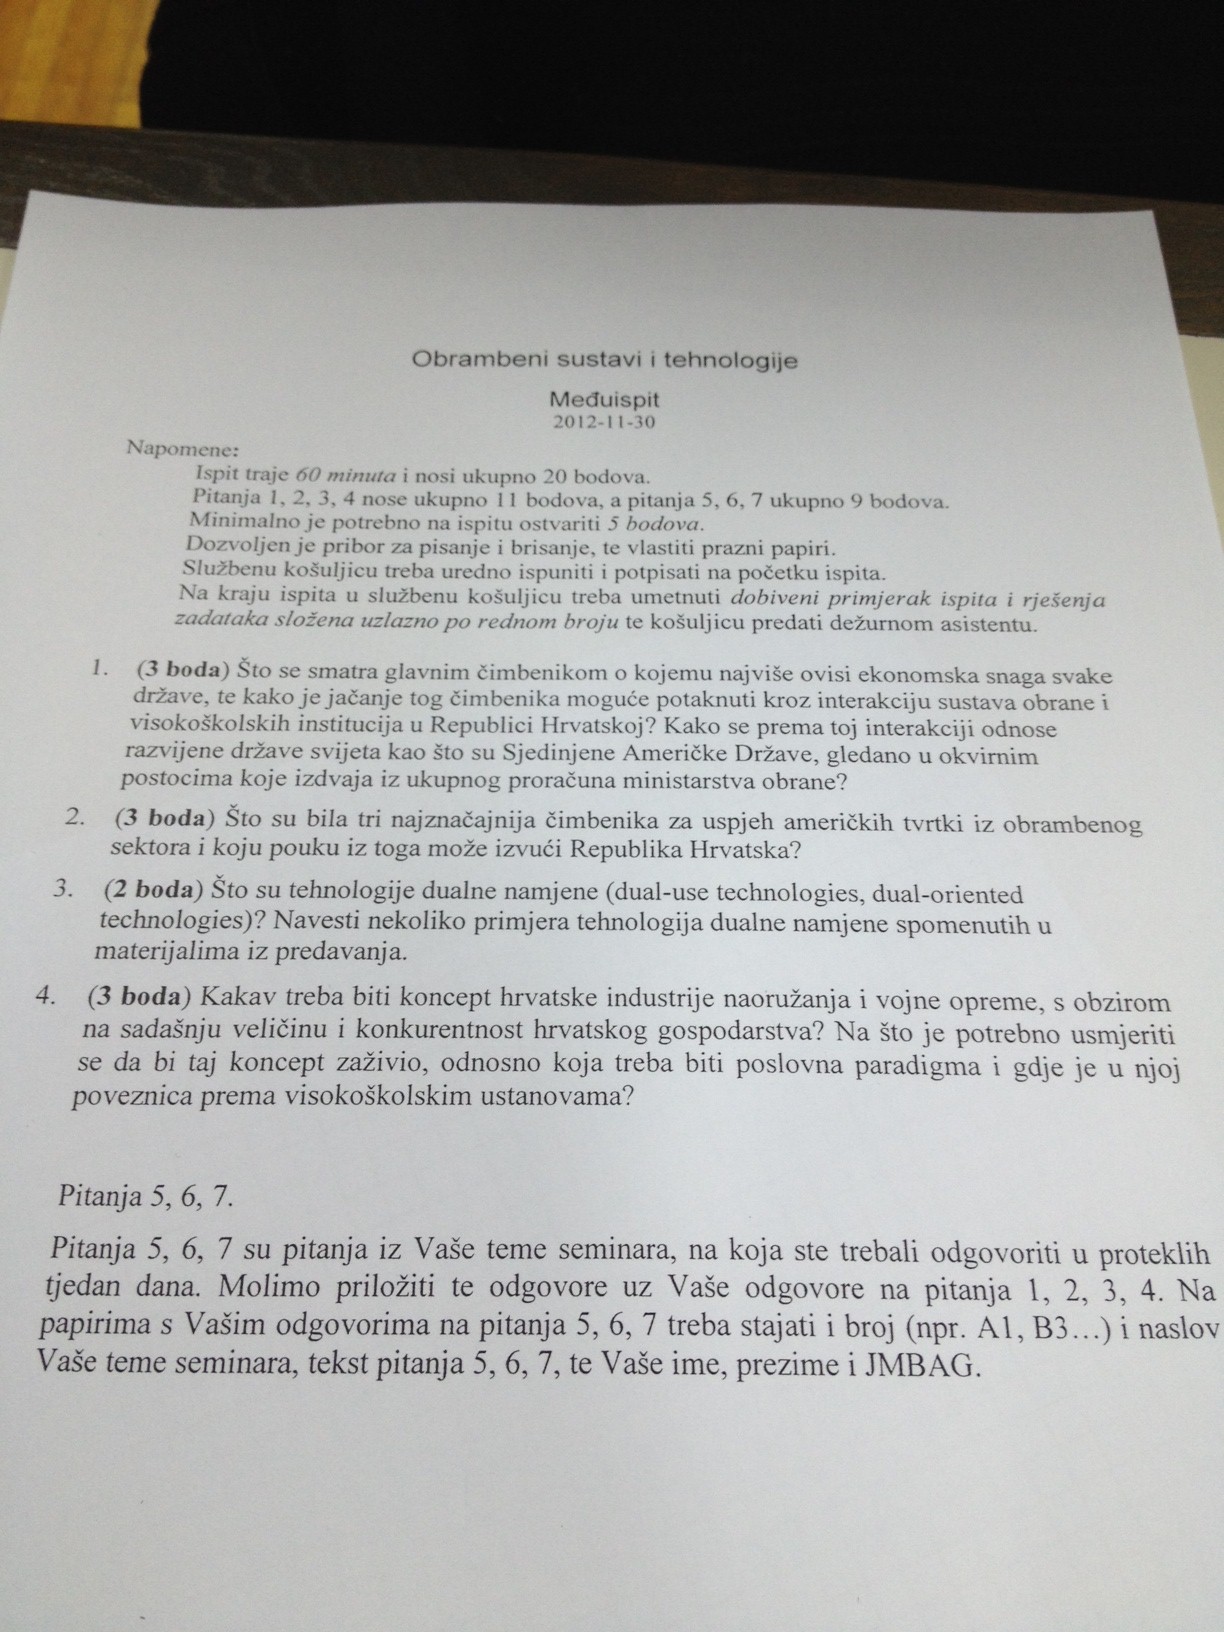 Obrambeni sustavi i tehnologije
Međuispit
2012-11-30
Napomene:
Ispit traje 60 minuta i nosi ukupno 20 bodova.
Pitanja 1, 2, 3, 4 nose ukupno 11 bodova, a pitanja 5, 6, 7 ukupno 9 bodova.
Minimalno je potrebno na ispitu ostvariti 5 bodova.
Dozvoljen je pribor za pisanje i brisanje, te vlastiti prazni papiri.
Službenu košuljicu treba uredno ispuniti i potpisati na početku ispita.
Na kraju ispita u službenu košuljicu treba umetnuti dobiveni primjerak ispita i rješenja
zadataka složena uzlazno po rednom broju te košuljicu predati dežurnom asistentu.
1. (3 boda) Što se smatra glavnim čimbenikom o kojemu najviše ovisi ekonomska snaga svake
države, te kako je jačanje tog čimbenika moguće potaknuti kroz interakciju sustava obrane i
visokoškolskih institucija u Republici Hrvatskoj? Kako se prema toj interakciji odnose
razvijene države svijeta kao što su Sjedinjene Američke Države, gledano u okvirnim
postocima koje izdvaja iz ukupnog proračuna ministarstva obrane?
2. (3 boda) Što su bila tri najznačajnija čimbenika za uspjeh američkih tvrtki iz obrambenog
sektora i koju pouku iz toga može izvući Republika Hrvatska?
3. (2 boda) Što su tehnologije dualne namjene (dual-use technologies, dual-oriented
technologies)? Navesti nekoliko primjera tehnologija dualne namjene spomenutih u
materijalima iz predavanja.
4. (3 boda) Kakav treba biti koncept hrvatske industrije naoružanja i vojne opreme, s obzirom
na sadašnju veličinu i konkurentnost hrvatskog gospodarstva? Na što je potrebno usmjeriti
se da bi taj koncept zaživio, odnosno koja treba biti poslovna paradigma i gdje je u njoj
poveznica prema visokoškolskim ustanovama?
Pitanja 5, 6, 7.
Pitanja 5, 6, 7 su pitanja iz Vaše teme seminara, na koja ste trebali odgovoriti u proteklih
tjedan dana. Molimo priložiti te odgovore uz Vaše odgovore na pitanja 1, 2, 3, 4. Na
papirima s Vašim odgovorima na pitanja 5, 6, 7 treba stajati i broj (npr. A1, B3…) i naslov
Vaše teme seminara, tekst pitanja 5, 6, 7, te Vaše ime, prezime i JMBAG.